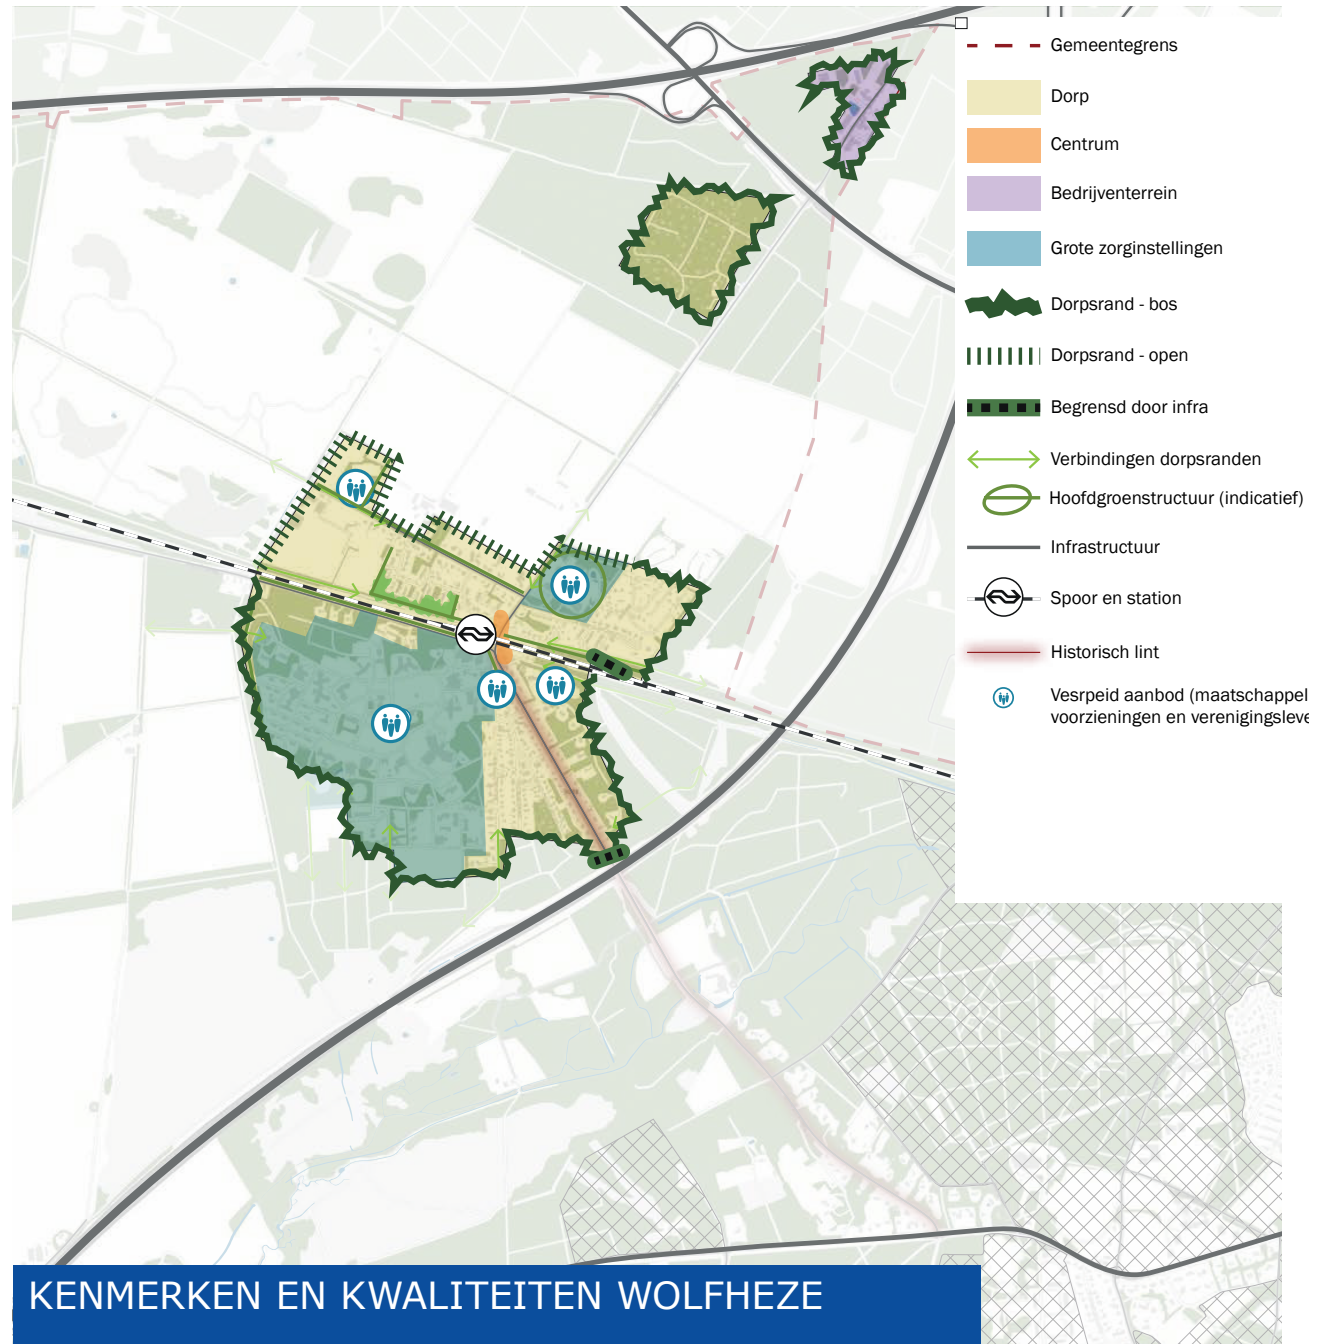 Gemeentegrens
Dorp
Centrum
Bedrijventerrein
Grote zorginstellingen
Dorpsrand - bos
Dorpsrand - open
Begrensd door infra
Verbindingen dorpsranden
Hoofdgroenstructuur (indicatief)
Infrastructuur
Spoor en station
Historisch lint
Vesrpeid aanbod (maatschappel
voorzieningen en verenigingsleve
KENMERKEN EN KWALITEITEN WOLFHEZE